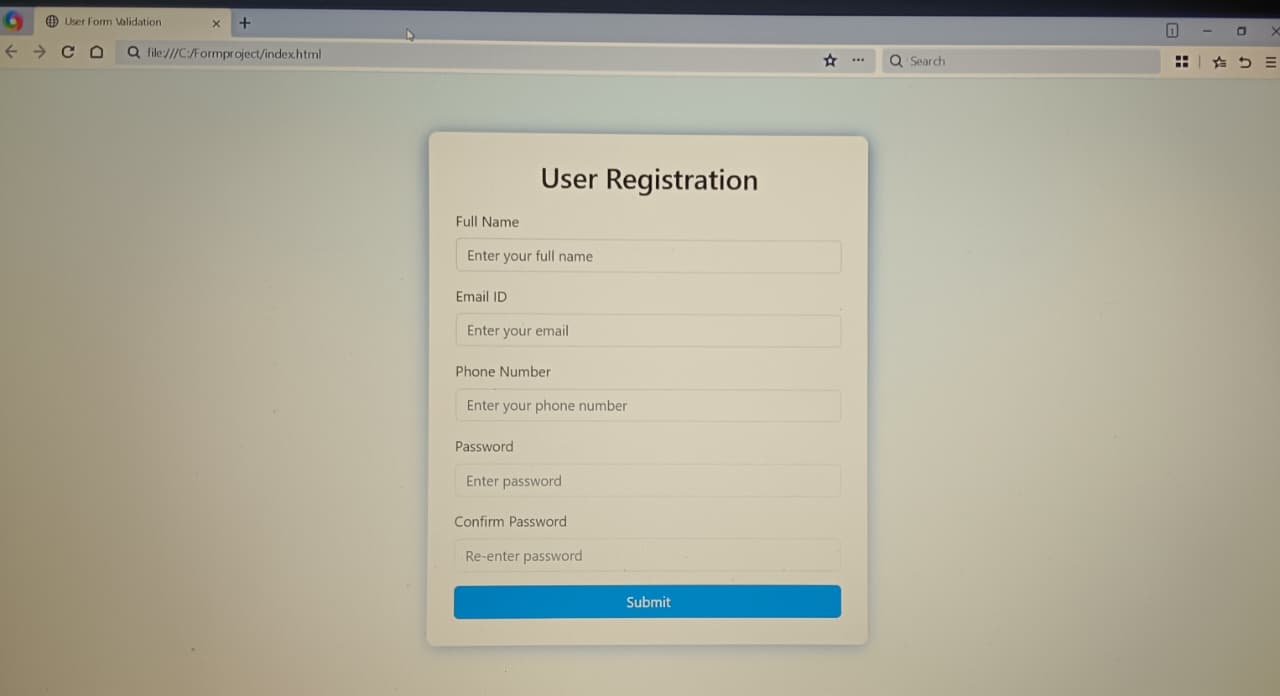 User Form Validation
file:///C:/Formproject/index.html
Search
User Registration
Full Name
Enter your full name
Email ID
Enter your email
Phone Number
Enter your phone number
Password
Enter password
Confirm Password
Re-enter password
Submit